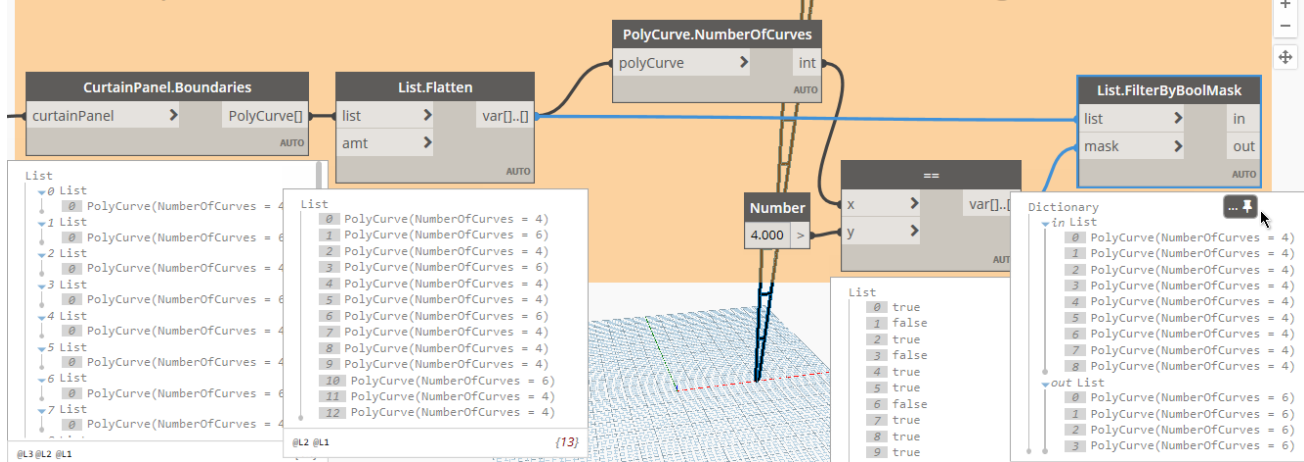 CurtainPanel.Boundaries
curtainPanel >
PolyCurve[]
AUTO
List.Flatten
list >
var[]..[]
amt >
AUTO
PolyCurve.NumberOfCurves
polyCurve >
int
AUTO
Number
4.000 >
==
x >
var[]..[
y >
AUT
List.FilterByBoolMask
list >
in
mask >
out
AUTO
List
0 List
0 PolyCurve(NumberOfCurves = 4
1 List
0 PolyCurve(NumberOfCurves = 6
2 List
0 PolyCurve(NumberOfCurves = 4
3 List
0 PolyCurve(NumberOfCurves = 6
4 List
0 PolyCurve(NumberOfCurves = 4
5 List
0 PolyCurve(NumberOfCurves = 4
6 List
0 PolyCurve(NumberOfCurves = 6
7 List
0 PolyCurve(NumberOfCurves = 4
@L3 @L2 @L1
List
0 PolyCurve(NumberOfCurves = 4)
1 PolyCurve(NumberOfCurves = 6)
2 PolyCurve(NumberOfCurves = 4)
3 PolyCurve(NumberOfCurves = 6)
4 PolyCurve(NumberOfCurves = 4)
5 PolyCurve(NumberOfCurves = 4)
6 PolyCurve(NumberOfCurves = 6)
7 PolyCurve(NumberOfCurves = 4)
8 PolyCurve(NumberOfCurves = 4)
9 PolyCurve(NumberOfCurves = 4)
10 PolyCurve(NumberOfCurves = 6)
11 PolyCurve(NumberOfCurves = 4)
12 PolyCurve(NumberOfCurves = 4)
@L2 @L1
{13}
List
0 true
1 false
2 true
3 false
4 true
5 true
6 false
7 true
8 true
9 true
Dictionary
...
in List
0 PolyCurve(NumberOfCurves = 4)
1 PolyCurve(NumberOfCurves = 4)
2 PolyCurve(NumberOfCurves = 4)
3 PolyCurve(NumberOfCurves = 4)
4 PolyCurve(NumberOfCurves = 4)
5 PolyCurve(NumberOfCurves = 4)
6 PolyCurve(NumberOfCurves = 4)
7 PolyCurve(NumberOfCurves = 4)
8 PolyCurve(NumberOfCurves = 4)
out List
0 PolyCurve(NumberOfCurves = 6)
1 PolyCurve(NumberOfCurves = 6)
2 PolyCurve(NumberOfCurves = 6)
3 PolyCurve(NumberOfCurves = 6)